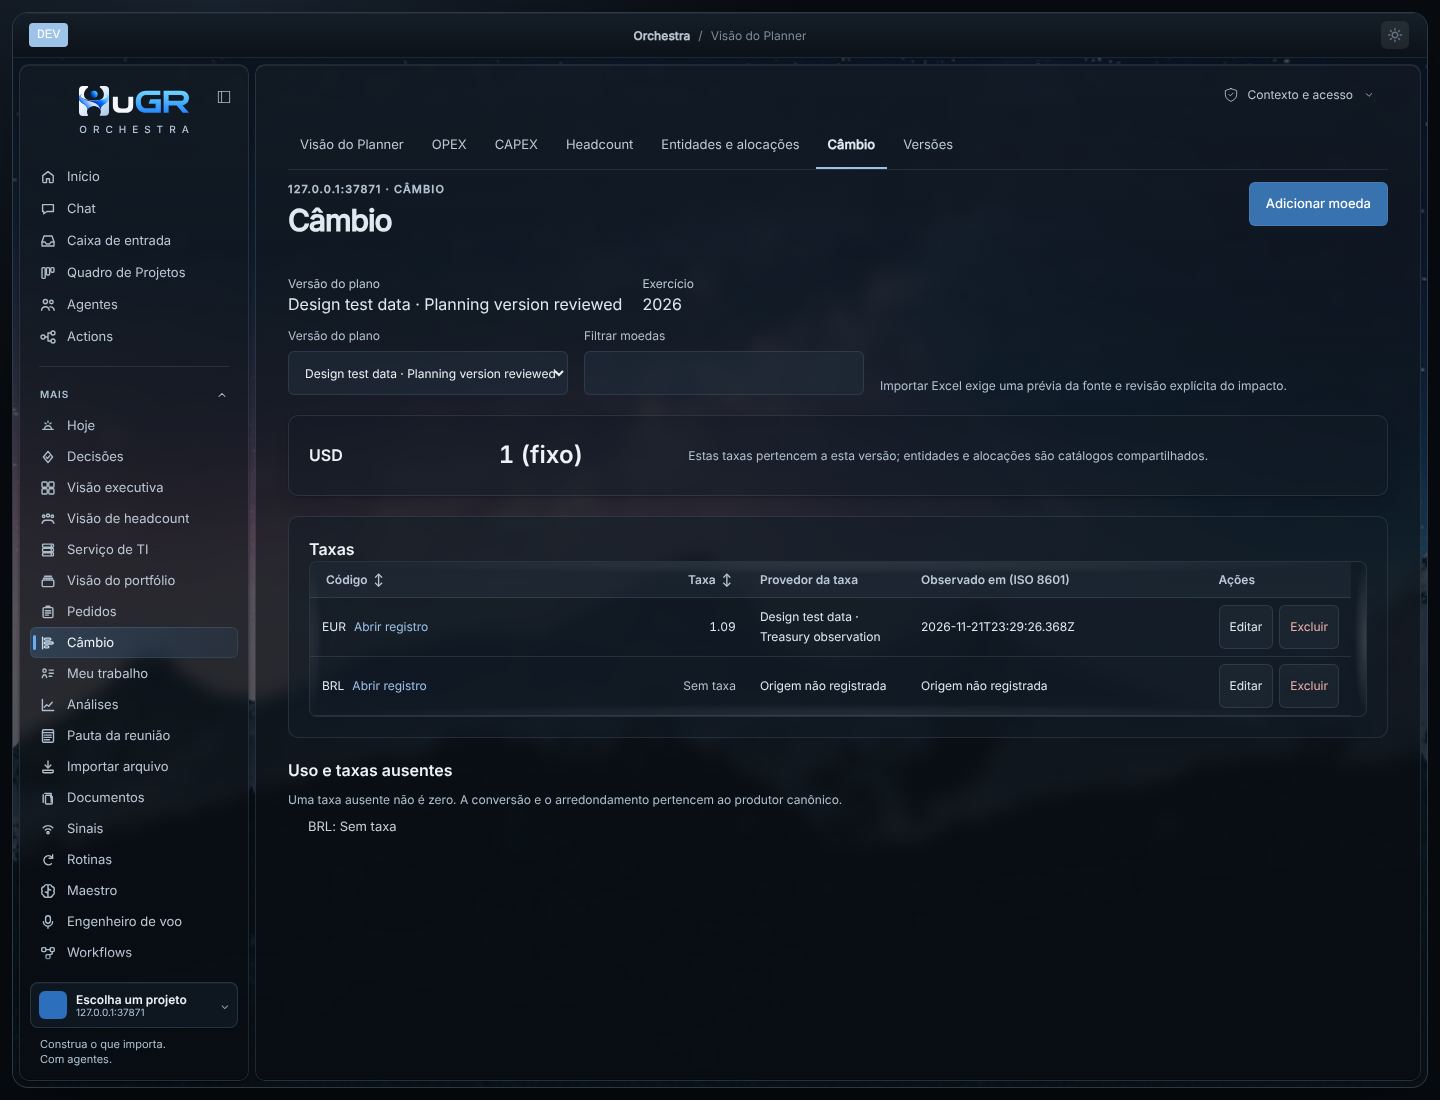 DEV
Orchestra / Visão do Planner
HuGR
ORCHESTRA
Contexto e acesso
Início
Chat
Caixa de entrada
Quadro de Projetos
Agentes
Actions
MAIS
Hoje
Decisões
Visão executiva
Visão de headcount
Serviço de TI
Visão do portfólio
Pedidos
Câmbio
Meu trabalho
Análises
Pauta da reunião
Importar arquivo
Documentos
Sinais
Rotinas
Maestro
Engenheiro de voo
Workflows
Escolha um projeto
127.0.0.1:37871
Construa o que importa.
Com agentes.
Visão do Planner OPEX CAPEX Headcount Entidades e alocações Câmbio Versões
127.0.0.1:37871 · CÂMBIO
Câmbio
Adicionar moeda
Versão do plano Exercício
Design test data · Planning version reviewed 2026
Versão do plano Filtrar moedas
Design test data · Planning version reviewed
Importar Excel exige uma prévia da fonte e revisão explícita do impacto.
USD 1 (fixo) Estas taxas pertencem a esta versão; entidades e alocações são catálogos compartilhados.
Taxas
Código Taxa Provedor da taxa Observado em (ISO 8601) Ações
EUR Abrir registro 1.09 Design test data · Treasury observation 2026-11-21T23:29:26.368Z Editar Excluir
BRL Abrir registro Sem taxa Origem não registrada Origem não registrada Editar Excluir
Uso e taxas ausentes
Uma taxa ausente não é zero. A conversão e o arredondamento pertencem ao produtor canônico.
BRL: Sem taxa